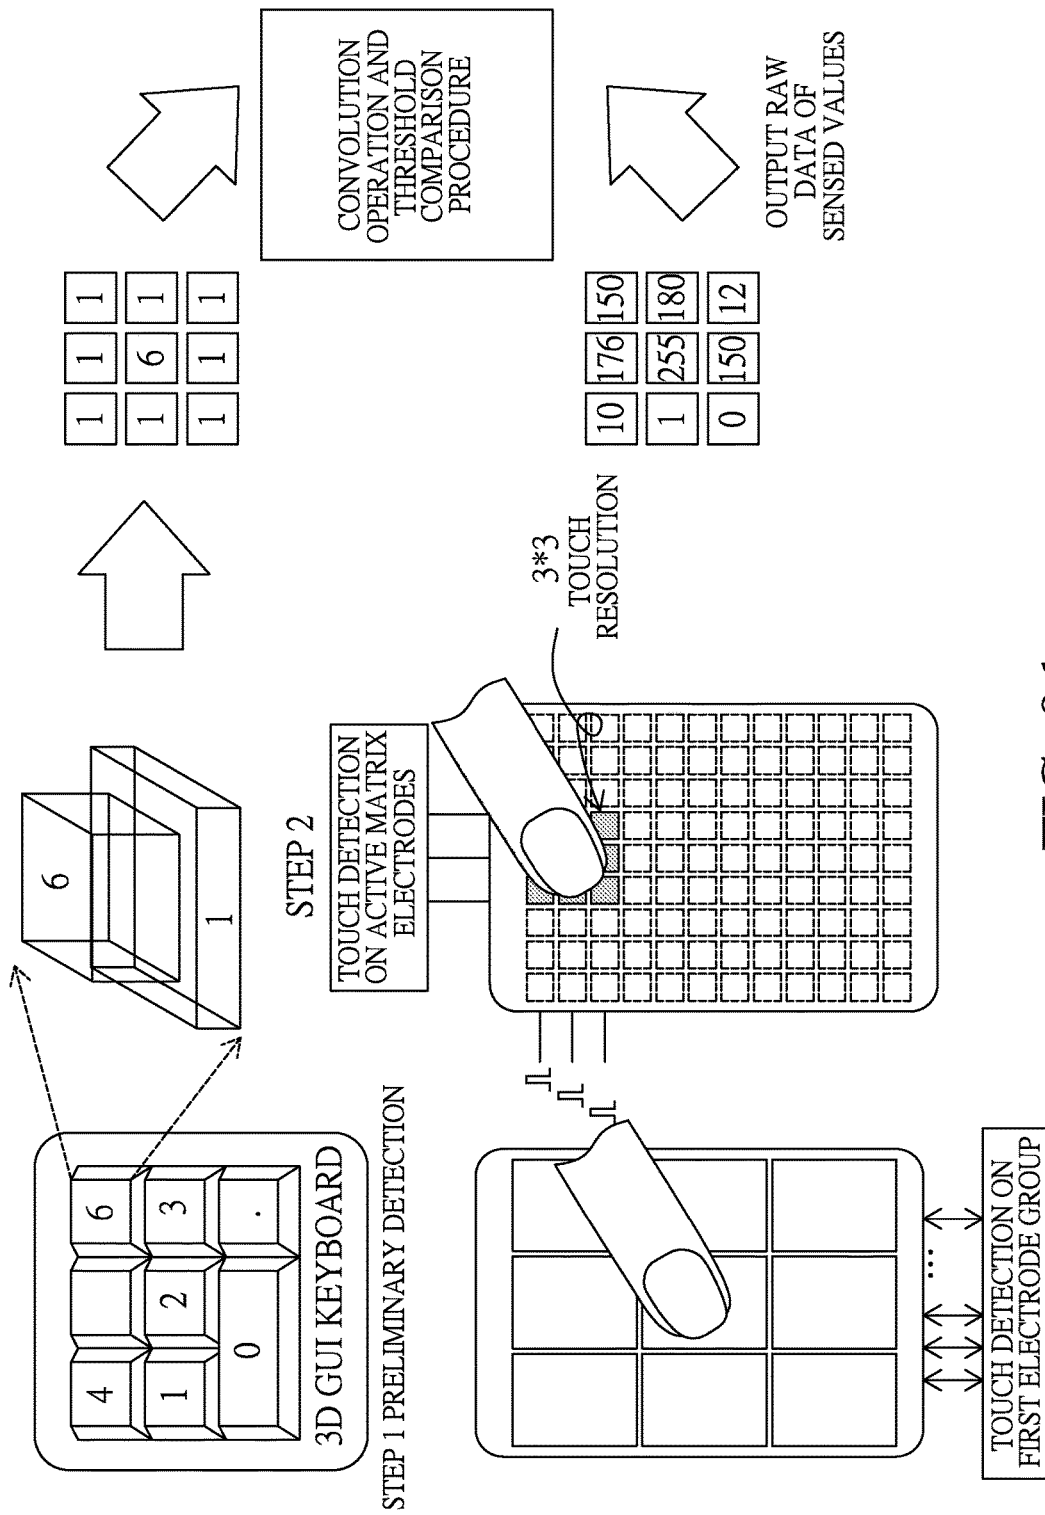 4 6
1 2 3
0 .
3D GUI KEYBOARD
6
1
1 1 1
1 6 1
1 1 1
CONVOLUTION
OPERATION AND
THRESHOLD
COMPARISON
PROCEDURE
STEP 1 PRELIMINARY DETECTION
STEP 2
TOUCH DETECTION
ON ACTIVE MATRIX
ELECTRODES
3*3
TOUCH
RESOLUTION
10 176 150
1 255 180
0 150 12
OUTPUT RAW
DATA OF
SENSED VALUES
...
TOUCH DETECTION ON
FIRST ELECTRODE GROUP